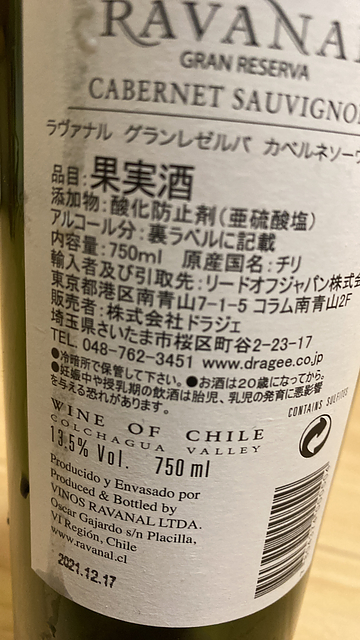 RAVANAL
GRAN RESERVA
CABERNET SAUVIGNO
ラヴァナル グランレゼルバ カベルネソー
品目:果実酒
添加物:酸化防止剤(亜硫酸塩)
アルコール分:裏ラベルに記載
内容量:750ml 原産国名:チリ
輸入者及び引取先:リードオフジャパン株式会
東京都港区南青山7-1-5 コラム南青山2F
販売者:株式会社ドラジェ
埼玉県さいたま市桜区町谷2-23-17
TEL. 048-762-3451 www.dragee.co.jp
●冷暗所で保管して下さい。●お酒は20歳になってから。
●妊娠中や授乳期の飲酒は胎児、乳児の発育に悪影響
を与える恐れがあります。
CONTAINS SULFITES
WINE OF CHILE
COLCHAGUA VALLEY
13,5% Vol. 750 ml
Producido y Envasado por
Produced & Bottled by
VINOS RAVANAL LTDA.
Oscar Gajardo s/n Placilla,
VI Región, Chile
www.ravanal.cl
2021.12.17